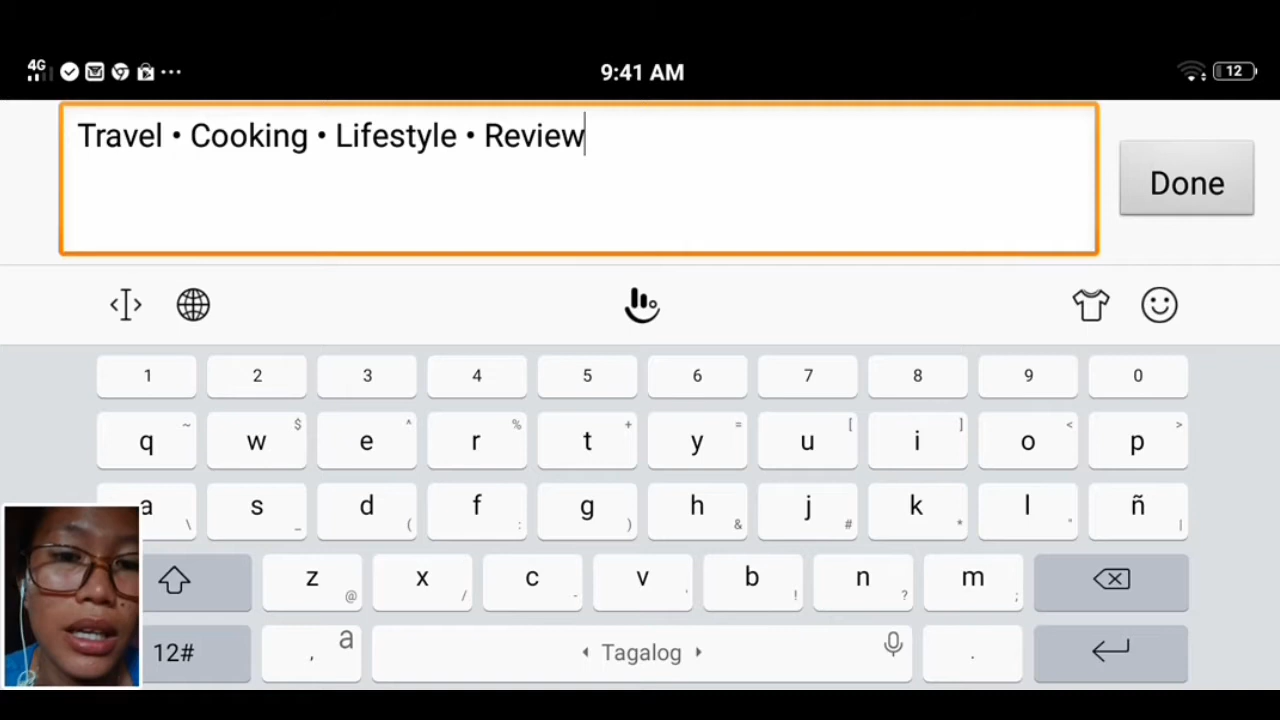 4G 9:41 AM 12
Travel • Cooking • Lifestyle • Review
Done
1 2 3 4 5 6 7 8 9 0
q ~ w $ e ^ r % t + y = u [ i ] o < p >
a \ s _ d ( f : g ) h & j # k * l " ñ |
z @ x / c - v ' b ! n ? m ;
12# , a Tagalog .